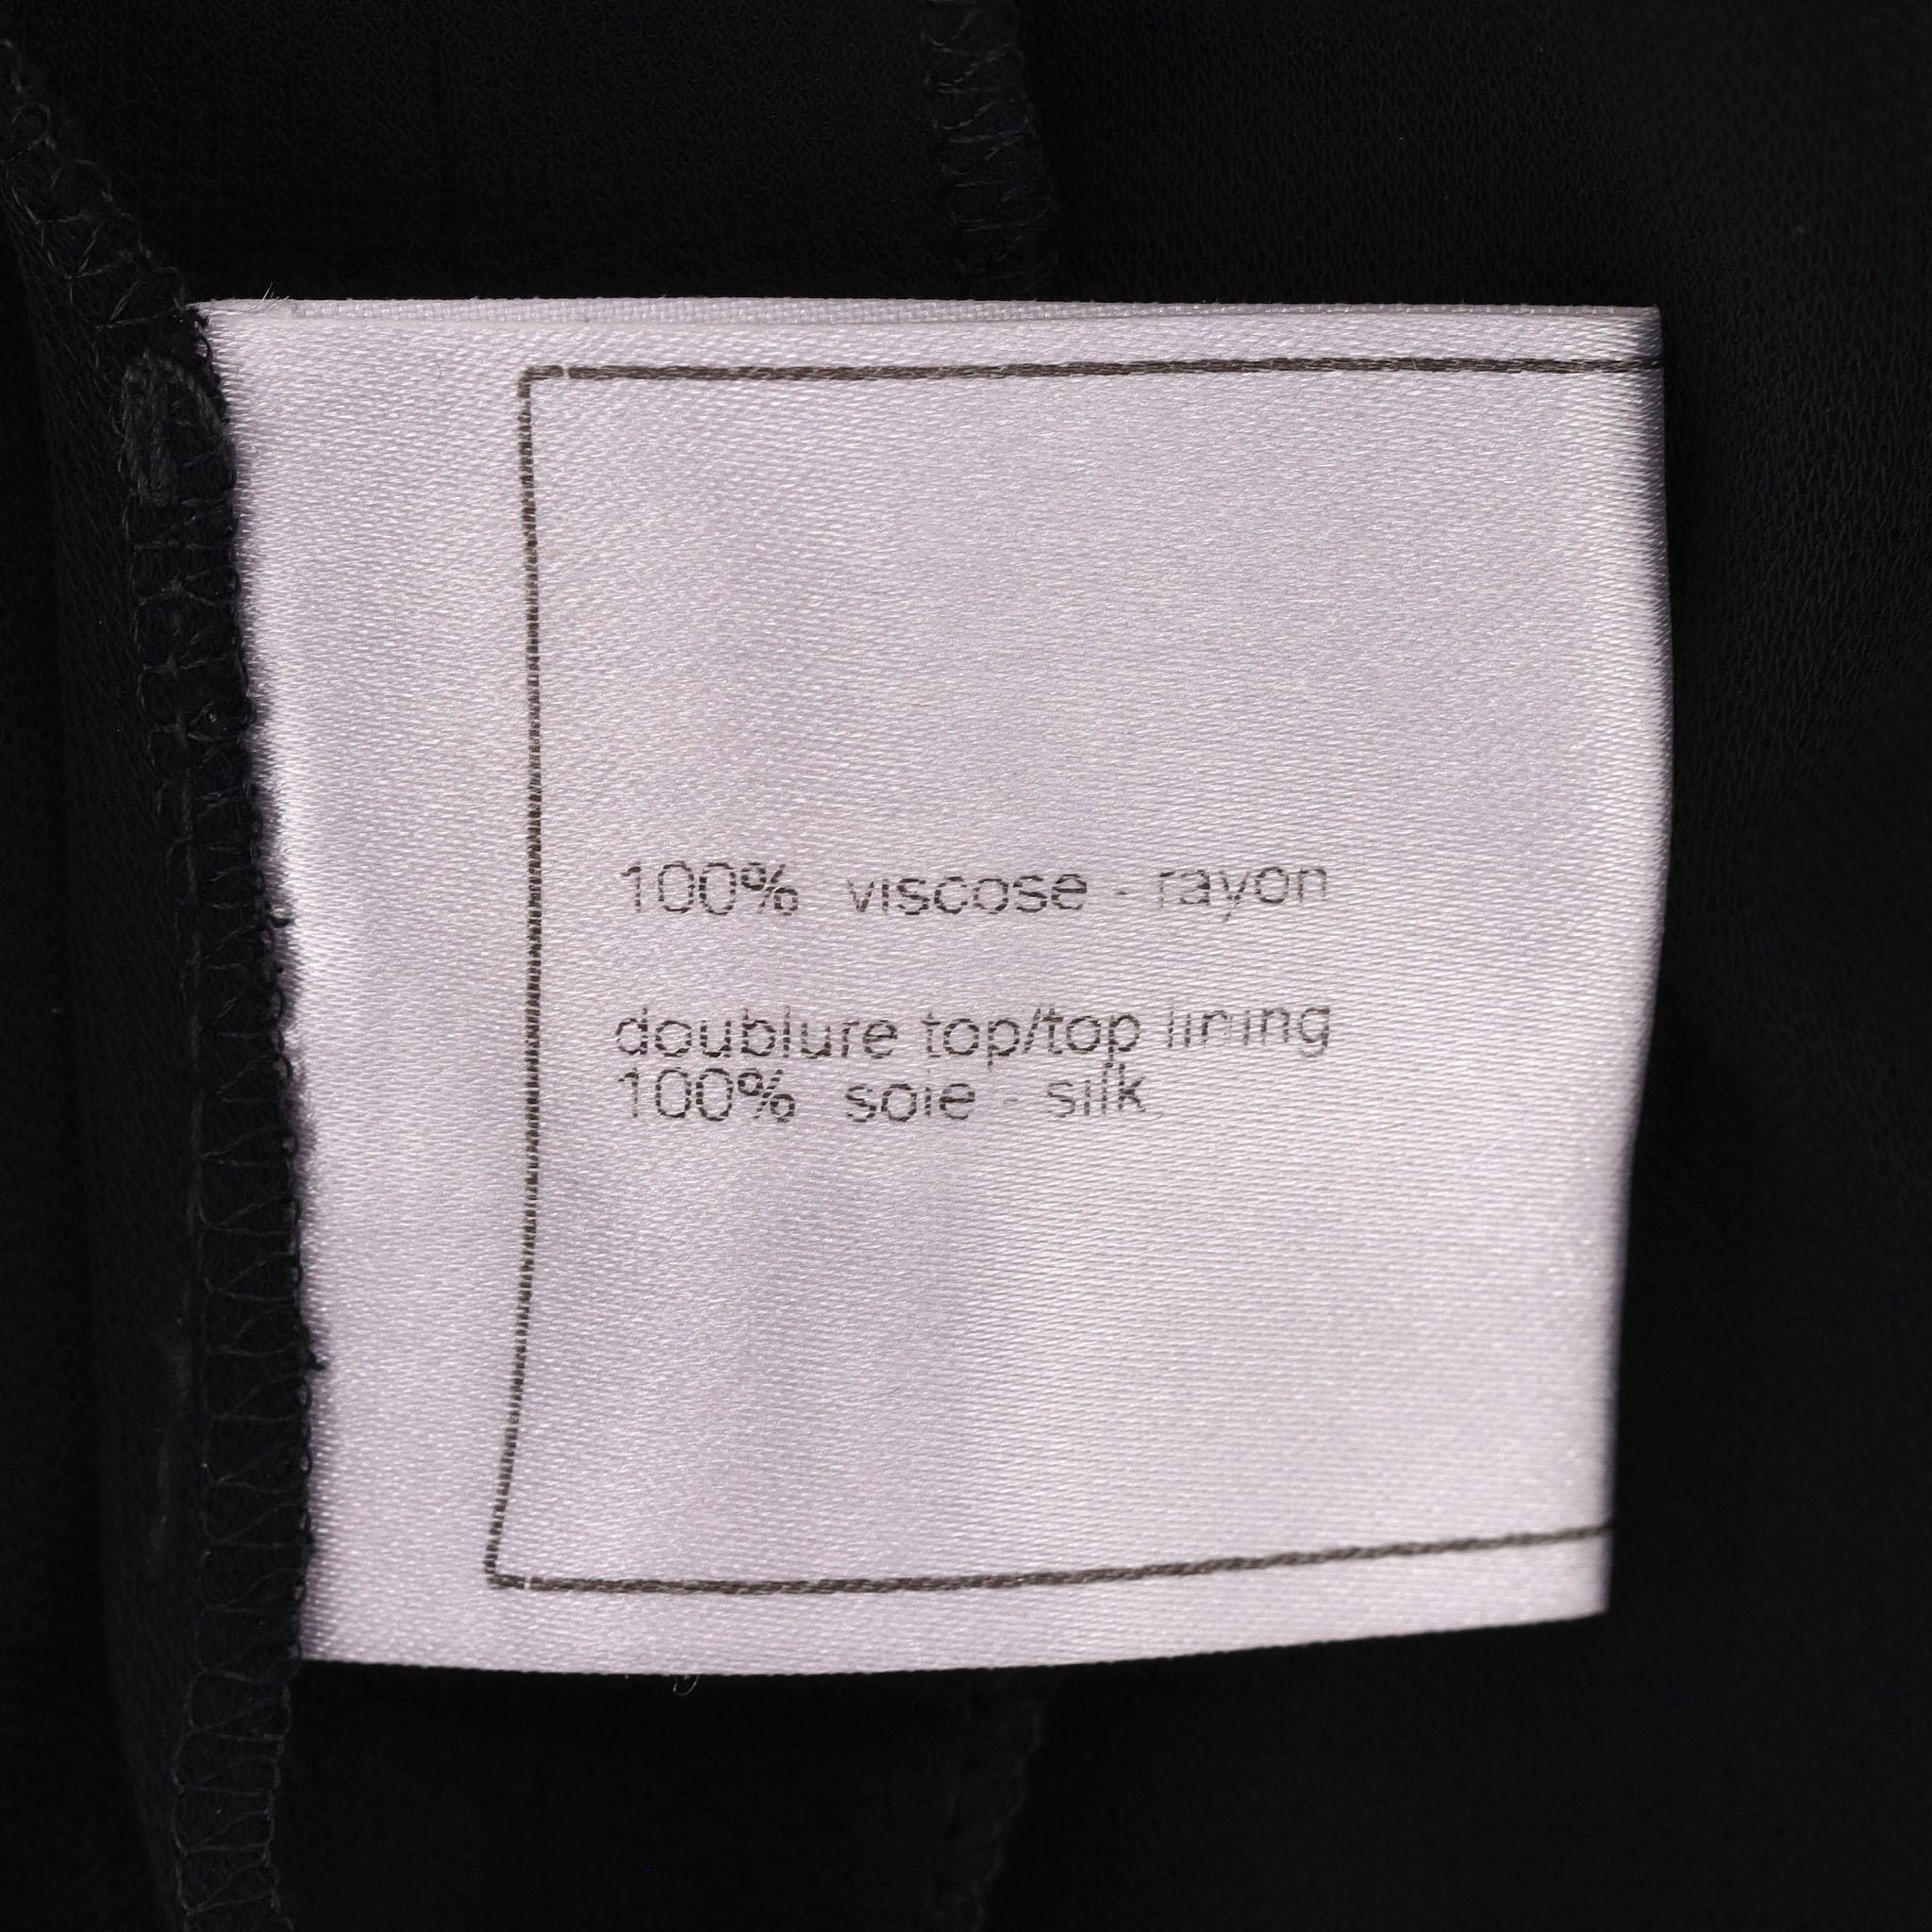 100% viscose - rayon
doublure top/top lining
100% soie - silk